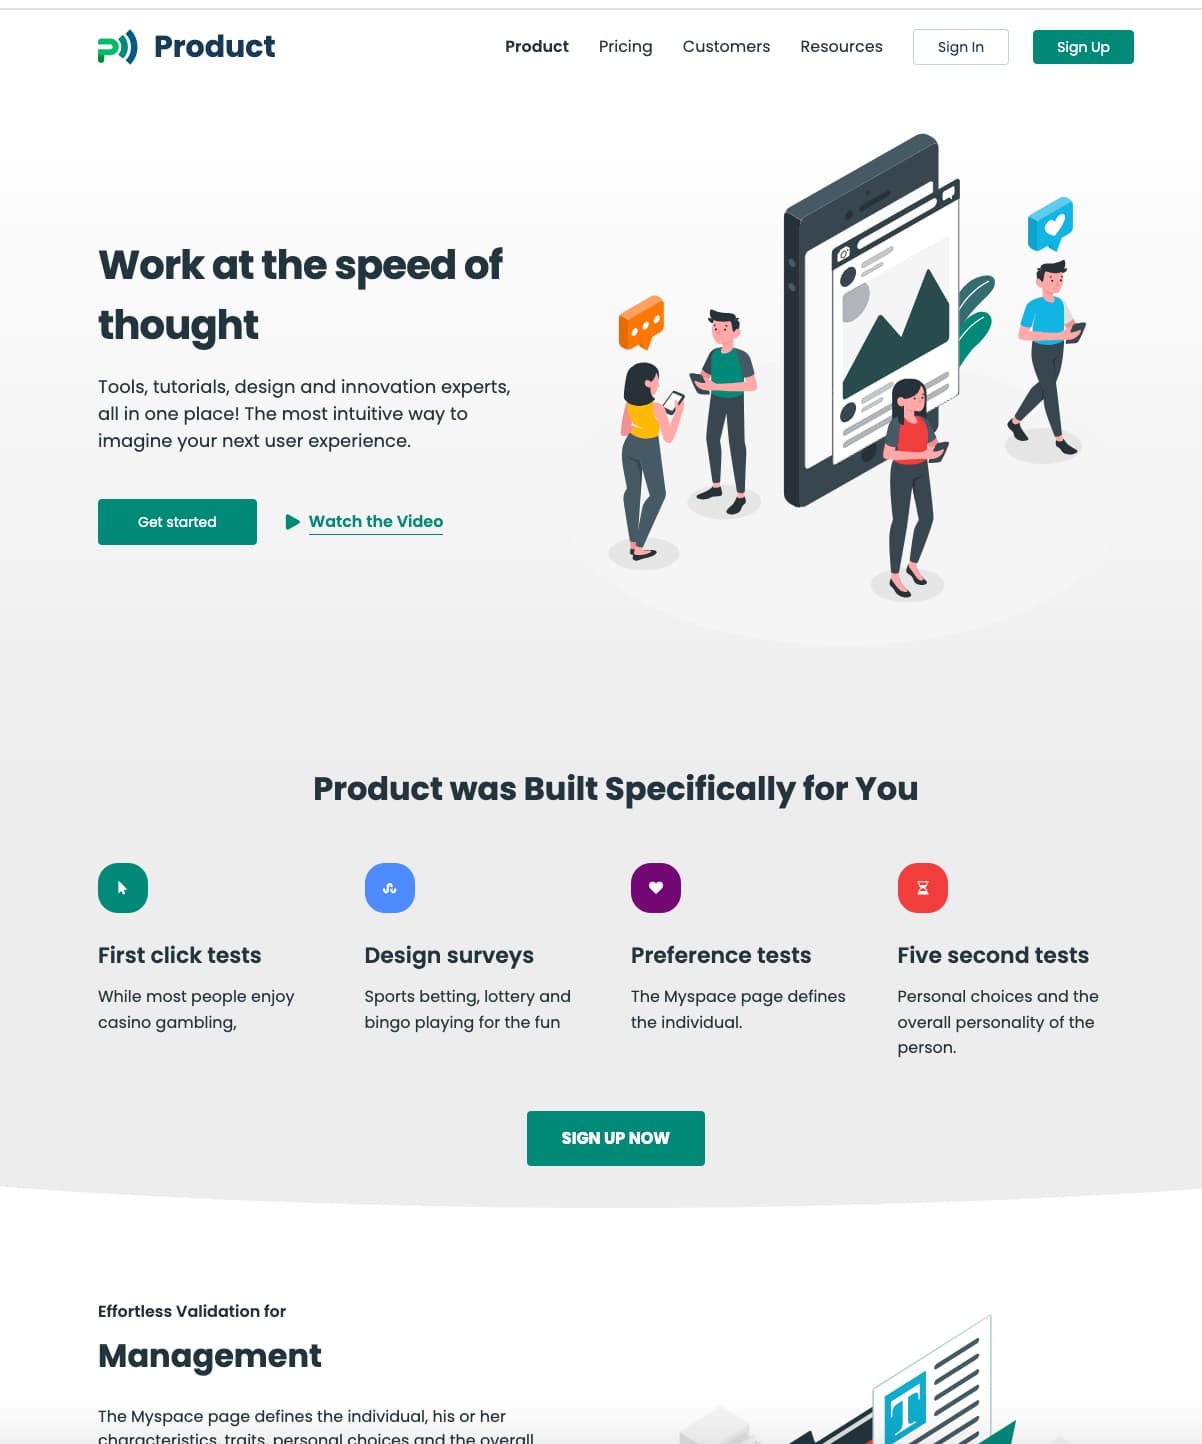 Product
Product Pricing Customers Resources Sign In Sign Up
Work at the speed of
thought
Tools, tutorials, design and innovation experts,
all in one place! The most intuitive way to
imagine your next user experience.
Get started
Watch the Video
Product was Built Specifically for You
First click tests
While most people enjoy
casino gambling,
Design surveys
Sports betting, lottery and
bingo playing for the fun
Preference tests
The Myspace page defines
the individual.
Five second tests
Personal choices and the
overall personality of the
person.
SIGN UP NOW
Effortless Validation for
Management
The Myspace page defines the individual, his or her
characteristics, traits, personal choices and the overall
T